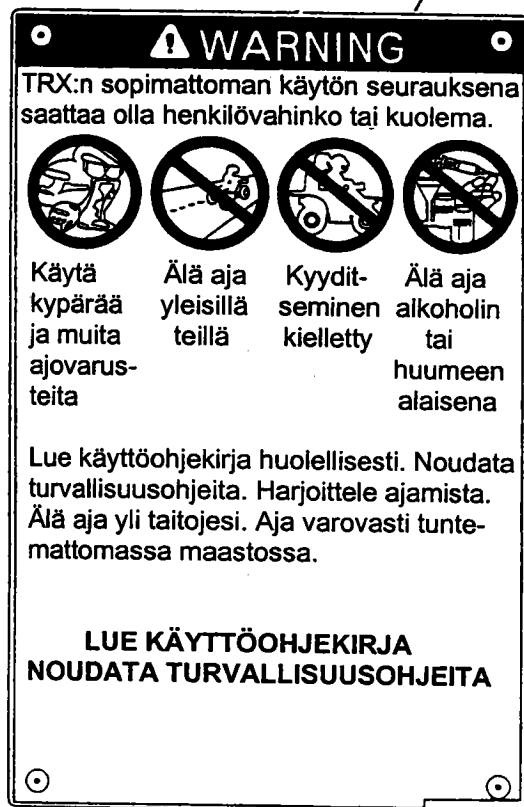 WARNING
TRX:n sopimattoman käytön seurauksena
saattaa olla henkilövahinko tai kuolema.
Käytä
kypärää
ja muita
ajovarus-
teita
Älä aja
yleisillä
teillä
Kyydit-
seminen
kielletty
Älä aja
alkoholin
tai
huumeen
alaisena
Lue käyttöohjekirja huolellisesti. Noudata
turvallisuusohjeita. Harjoittele ajamista.
Älä aja yli taitojesi. Aja varovasti tunte-
mattomassa maastossa.
LUE KÄYTTÖOHJEKIRJA
NOUDATA TURVALLISUUSOHJEITA